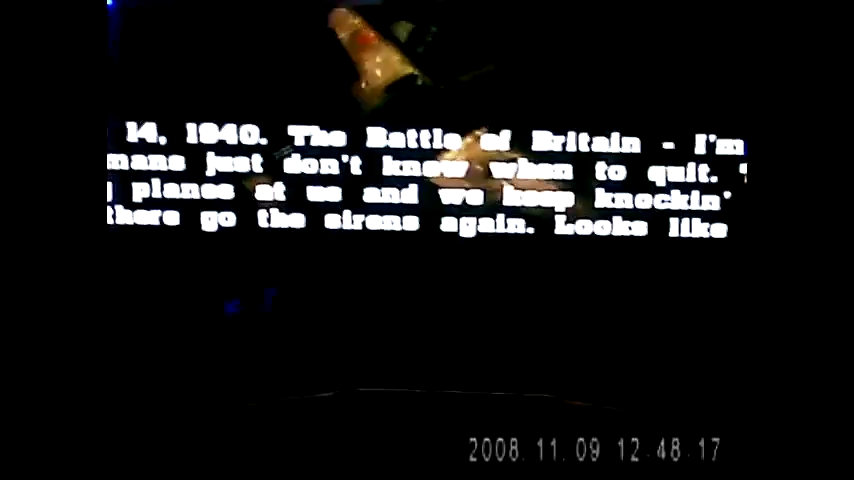 14, 1940. The Battle of Britain - I'm
mans just don't know when to quit.
planes at us and we keep knockin'
there go the sirens again. Looks like
2008.11.09 12:48:17